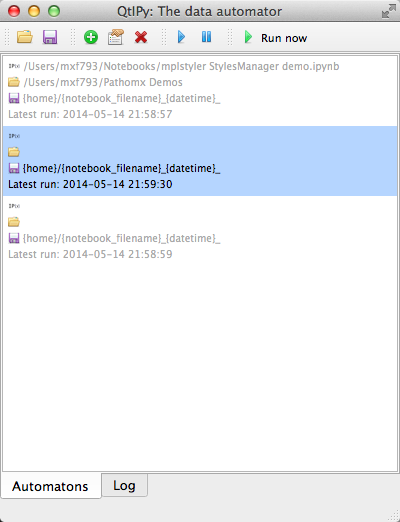 QtIPy: The data automator
Run now
IP[y] /Users/mxf793/Notebooks/mplstyler StylesManager demo.ipynb
/Users/mxf793/Pathomx Demos
{home}/{notebook_filename}_{datetime}_
Latest run: 2014-05-14 21:58:57
IP[y]
{home}/{notebook_filename}_{datetime}_
Latest run: 2014-05-14 21:59:30
IP[y]
{home}/{notebook_filename}_{datetime}_
Latest run: 2014-05-14 21:58:59
Automatons
Log